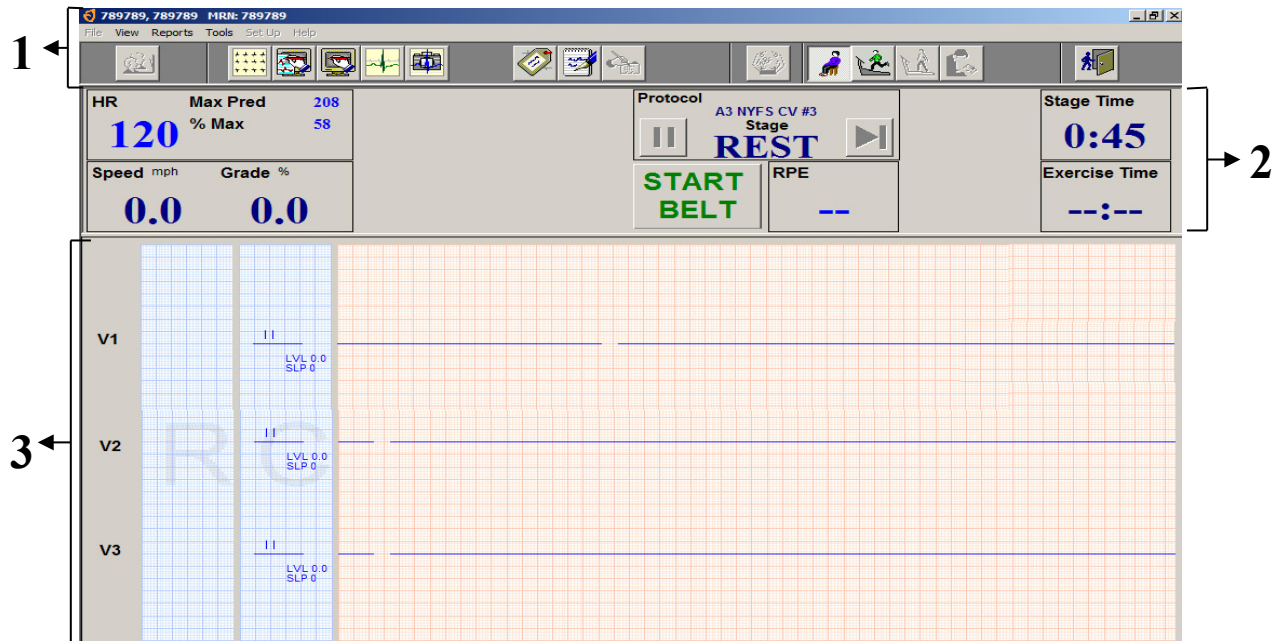 789789, 789789 MRN: 789789
File View Reports Tools Set Up Help
1
HR
Max Pred 208
120
% Max 58
Protocol
A3 NYFS CV #3
Stage
REST
Stage Time
0:45
2
Speed mph
0.0
Grade %
0.0
START
BELT
RPE
--
Exercise Time
--:--
3
R C
V1
LVL 0.0
SLP 0
V2
LVL 0.0
SLP 0
V3
LVL 0.0
SLP 0